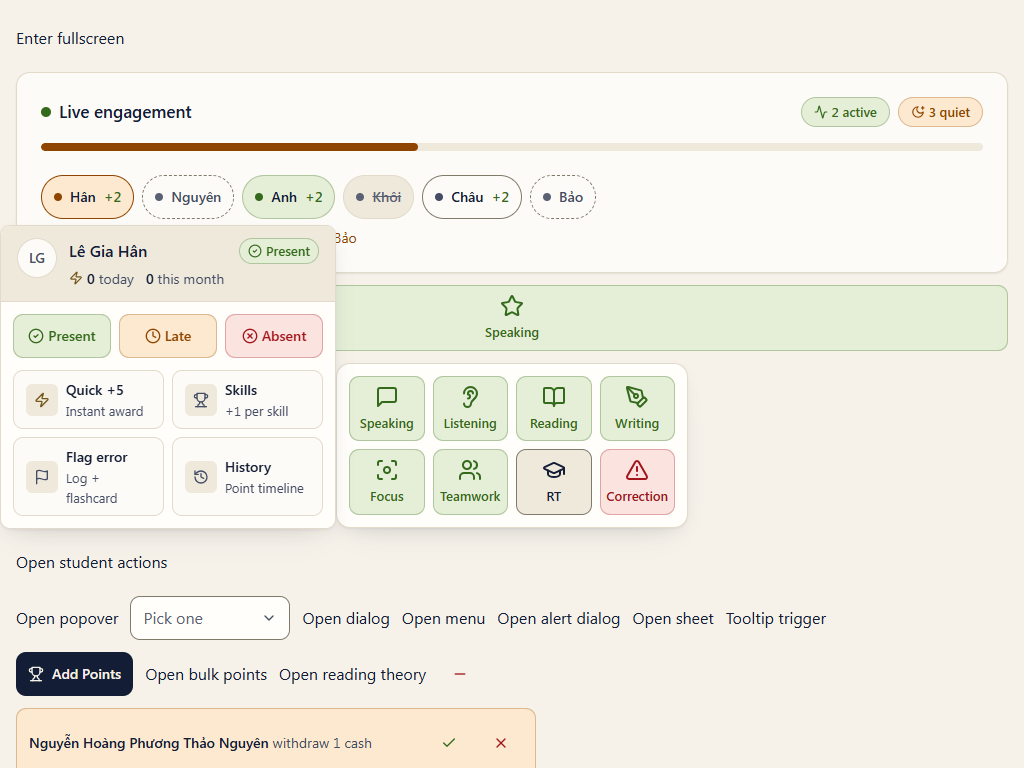 Enter fullscreen
Live engagement
2 active
3 quiet
Hân +2
Nguyên
Anh +2
Khôi
Châu +2
Bảo
Bảo
LG
Lê Gia Hân
Present
0 today 0 this month
Present
Late
Absent
Quick +5
Instant award
Skills
+1 per skill
Flag error
Log +
flashcard
History
Point timeline
Speaking
Speaking
Listening
Reading
Writing
Focus
Teamwork
RT
Correction
Open student actions
Open popover
Pick one
Open dialog
Open menu
Open alert dialog
Open sheet
Tooltip trigger
Add Points
Open bulk points
Open reading theory
Nguyễn Hoàng Phương Thảo Nguyên withdraw 1 cash